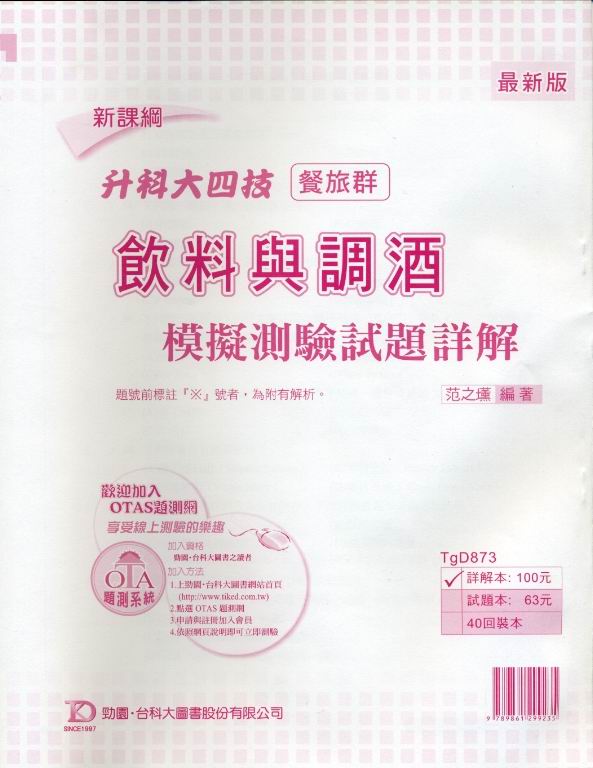 最新版
新課綱
升科大四技 餐旅群
飲料與調酒
模擬測驗試題詳解
題號前標註『※』號者，為附有解析。
范之瑾 編著
歡迎加入
OTAS題測網
享受線上測驗的樂趣
加入資格
勁園·台科大圖書之讀者
加入方法
1.上勁園·台科大圖書網站首頁
(http://www.tiked.com.tw)
2.點選 OTAS 題測網
3.申請與註冊加入會員
4.依照網頁說明即可立即測驗
OTA
題測系統
TgD873
✓ 詳解本: 100元
試題本: 63元
40回裝本
9 789861 299235
SINCE1997
勁園·台科大圖書股份有限公司